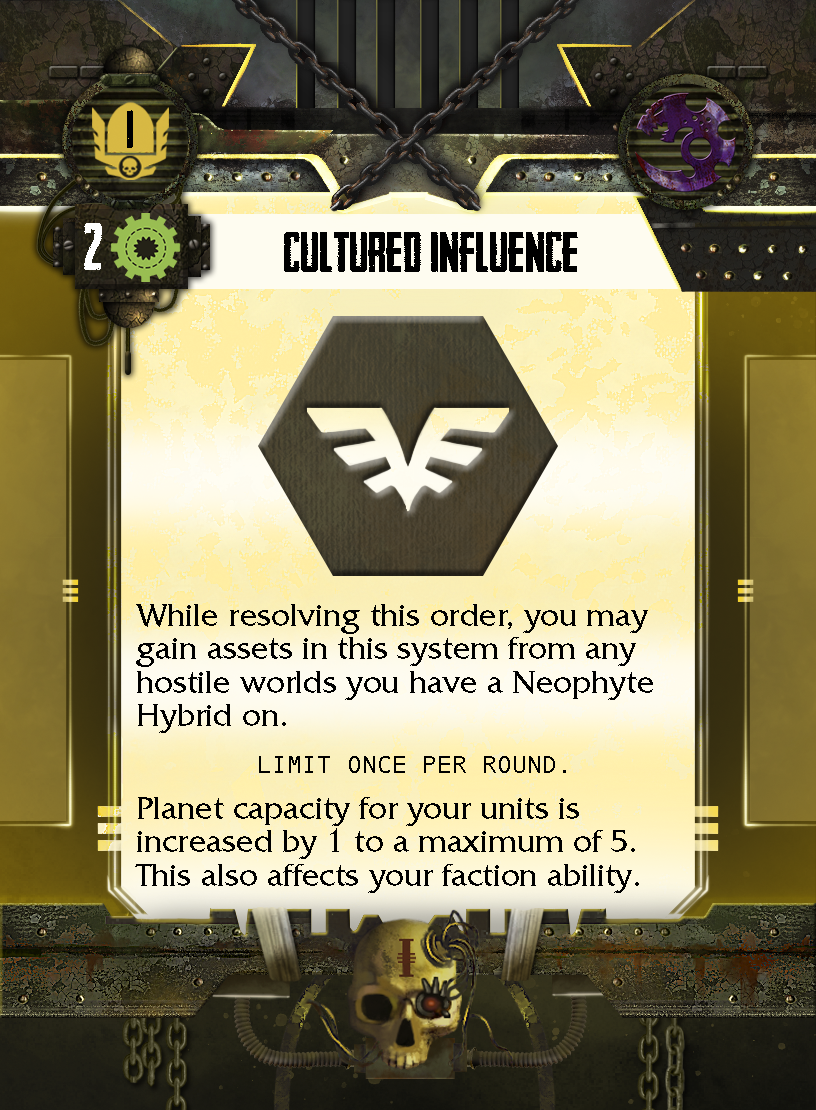 I
2
CULTURED INFLUENCE
While resolving this order, you may
gain assets in this system from any
hostile worlds you have a Neophyte
Hybrid on.
LIMIT ONCE PER ROUND.
Planet capacity for your units is
increased by 1 to a maximum of 5.
This also affects your faction ability.
I